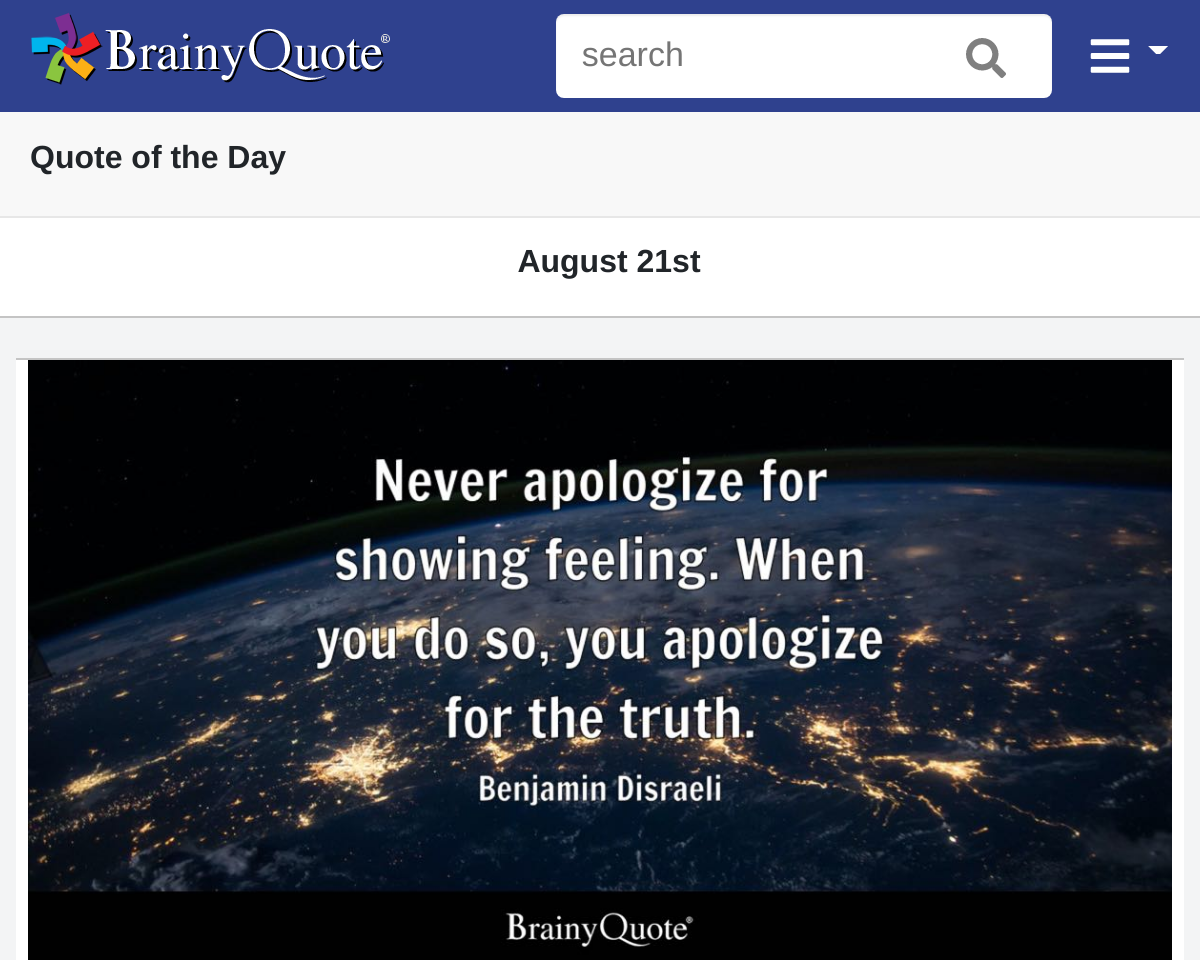 BrainyQuote®
search
Quote of the Day
August 21st
Never apologize for
showing feeling. When
you do so, you apologize
for the truth.
Benjamin Disraeli
BrainyQuote®